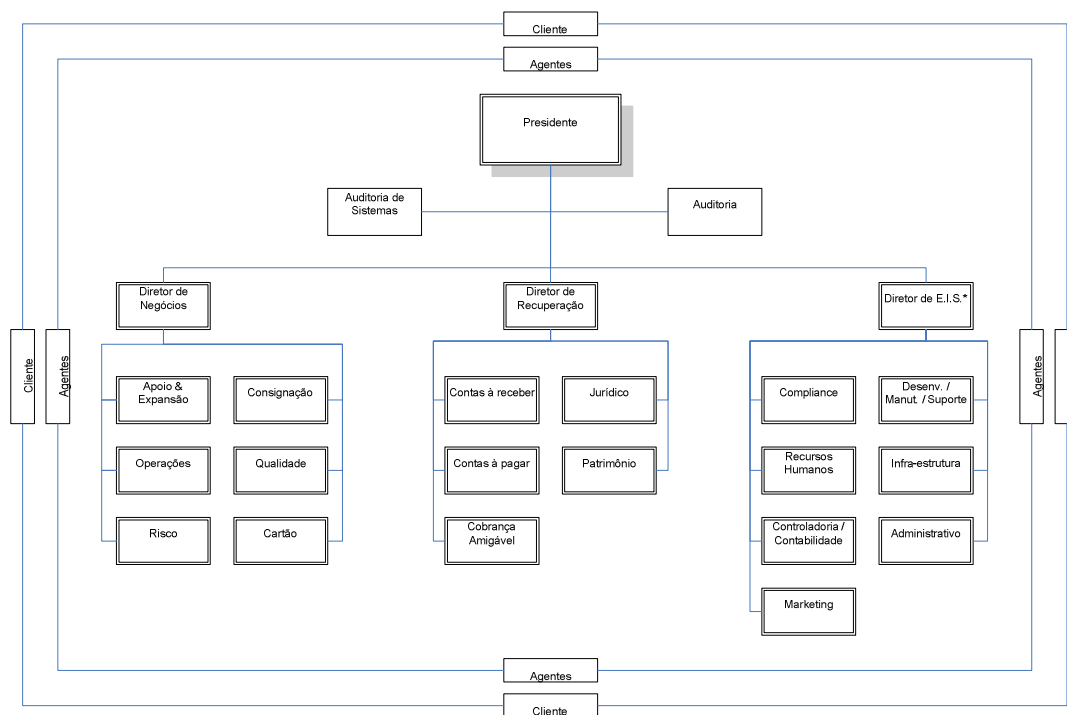 Cliente
Agentes
Presidente
Auditoria de
Sistemas
Auditoria
Diretor de
Negócios
Diretor de
Recuperação
Diretor de E.I.S.*
Cliente
Agentes
Agentes
Apoio &
Expansão
Consignação
Contas à receber
Jurídico
Compliance
Desenv. /
Manut. / Suporte
Operações
Qualidade
Contas à pagar
Patrimônio
Recursos
Humanos
Infra-estrutura
Risco
Cartão
Cobrança
Amigável
Controladoria /
Contabilidade
Administrativo
Marketing
Agentes
Cliente